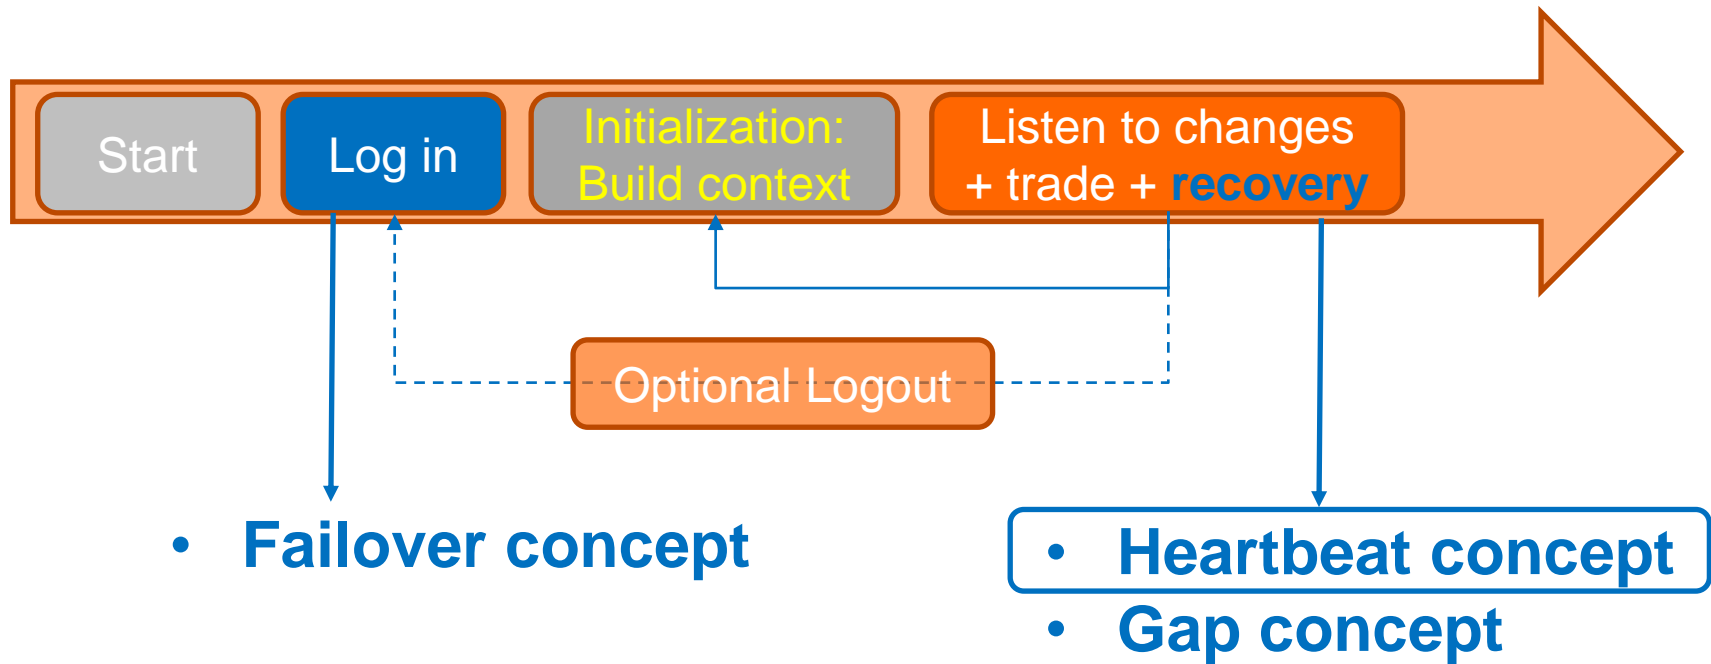 Start
Log in
Initialization:
Build context
Listen to changes
+ trade + recovery
Optional Logout
• Failover concept
• Heartbeat concept
• Gap concept